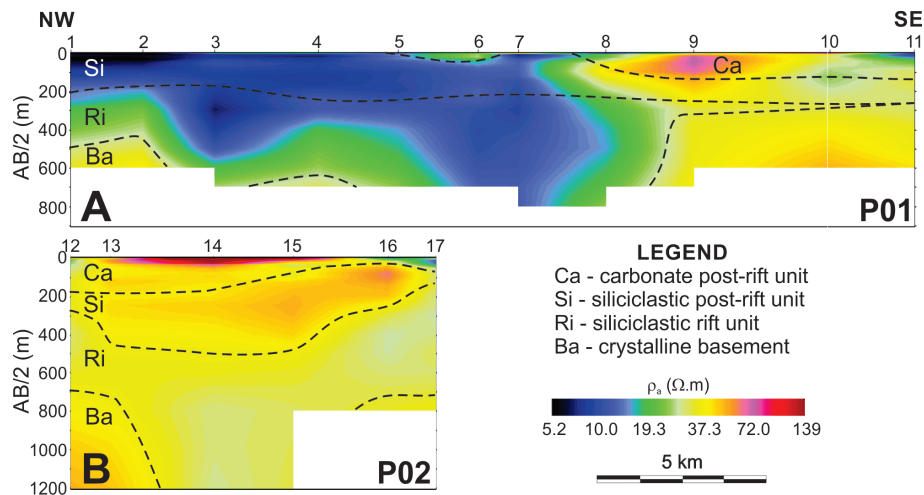 NW SE
1 2 3 4 5 6 7 8 9 10 11
0
200
400
600
800
AB/2 (m)
Si
Ri
Ba
Ca
A
P01
12 13 14 15 16 17
0
200
400
600
800
1000
1200
AB/2 (m)
Ca
Si
Ri
Ba
B
P02
LEGEND
Ca - carbonate post-rift unit
Si - siliciclastic post-rift unit
Ri - siliciclastic rift unit
Ba - crystalline basement
ρₐ (Ω.m)
5.2 10.0 19.3 37.3 72.0 139
5 km